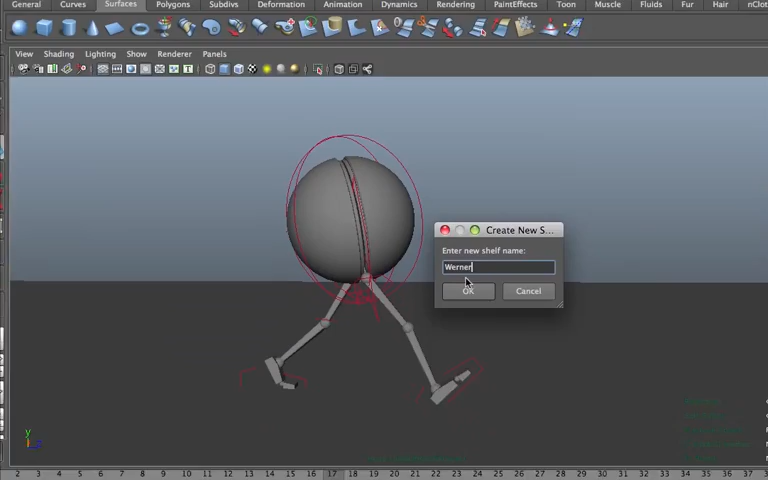 General Curves Surfaces Polygons Subdivs Deformation Animation Dynamics Rendering PaintEffects Toon Muscle Fluids Fur Hair nClot
View Shading Lighting Show Renderer Panels
Create New S...
Enter new shelf name:
Werner
OK Cancel
y
2 3 4 5 6 7 8 9 10 11 12 13 14 15 16 17 18 19 20 21 22 23 24 25 26 27 28 29 30 31 32 33 34 35 36 37 38